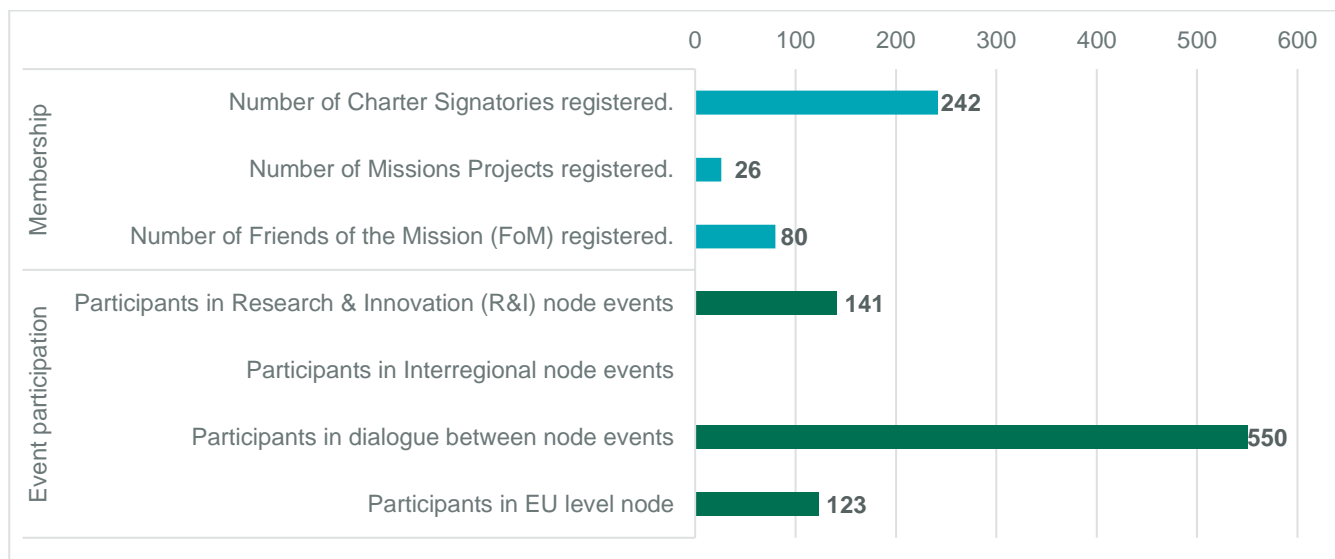 0 100 200 300 400 500 600
Membership
Number of Charter Signatories registered. 242
Number of Missions Projects registered. 26
Number of Friends of the Mission (FoM) registered. 80
Event participation
Participants in Research & Innovation (R&I) node events 141
Participants in Interregional node events
Participants in dialogue between node events 550
Participants in EU level node 123